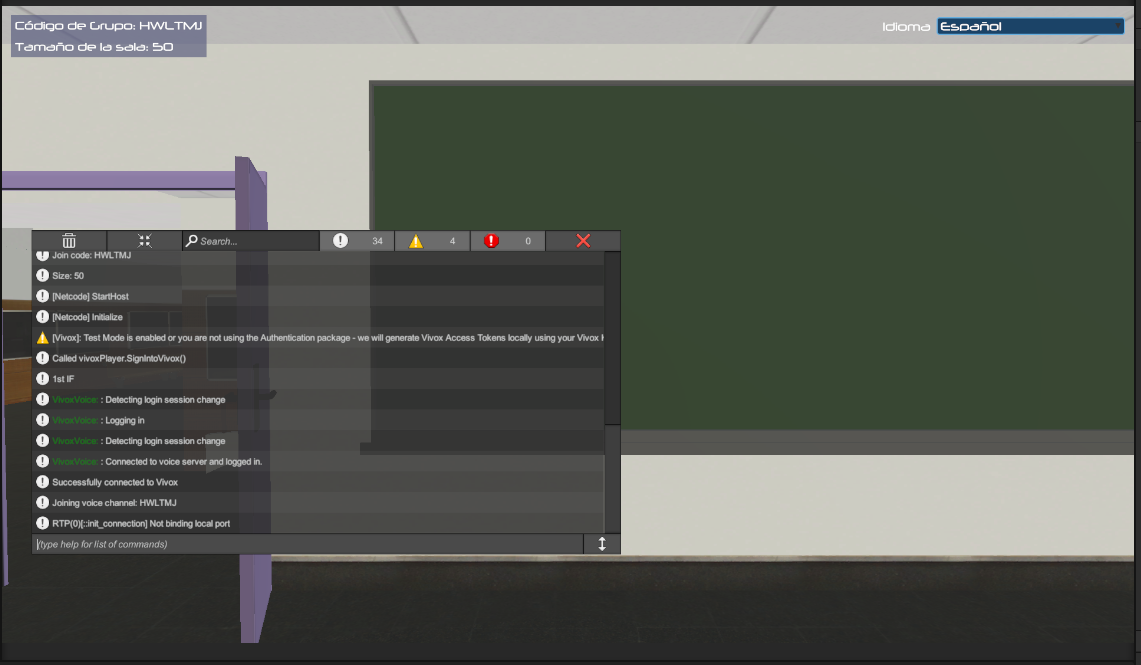 Código de Grupo: HWLTMJ
Tamaño de la sala: 50
Idioma Español
Search... 34 4 0
Join code: HWLTMJ
Size: 50
[Netcode] StartHost
[Netcode] Initialize
[Vivox]: Test Mode is enabled or you are not using the Authentication package - we will generate Vivox Access Tokens locally using your Vivox
Called vivoxPlayer.SignIntoVivox()
1st IF
VivoxVoice: : Detecting login session change
VivoxVoice: : Logging in
VivoxVoice: : Detecting login session change
VivoxVoice: : Connected to voice server and logged in.
Successfully connected to Vivox
Joining voice channel: HWLTMJ
RTP(0)[::init_connection] Not binding local port
(type help for list of commands)